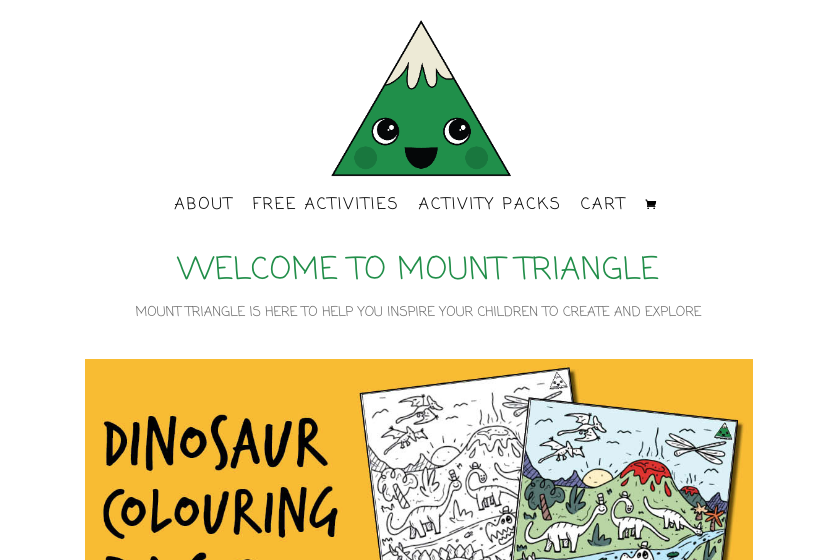 ABOUT FREE ACTIVITIES ACTIVITY PACKS CART
WELCOME TO MOUNT TRIANGLE
MOUNT TRIANGLE IS HERE TO HELP YOU INSPIRE YOUR CHILDREN TO CREATE AND EXPLORE
DINOSAUR
COLOURING